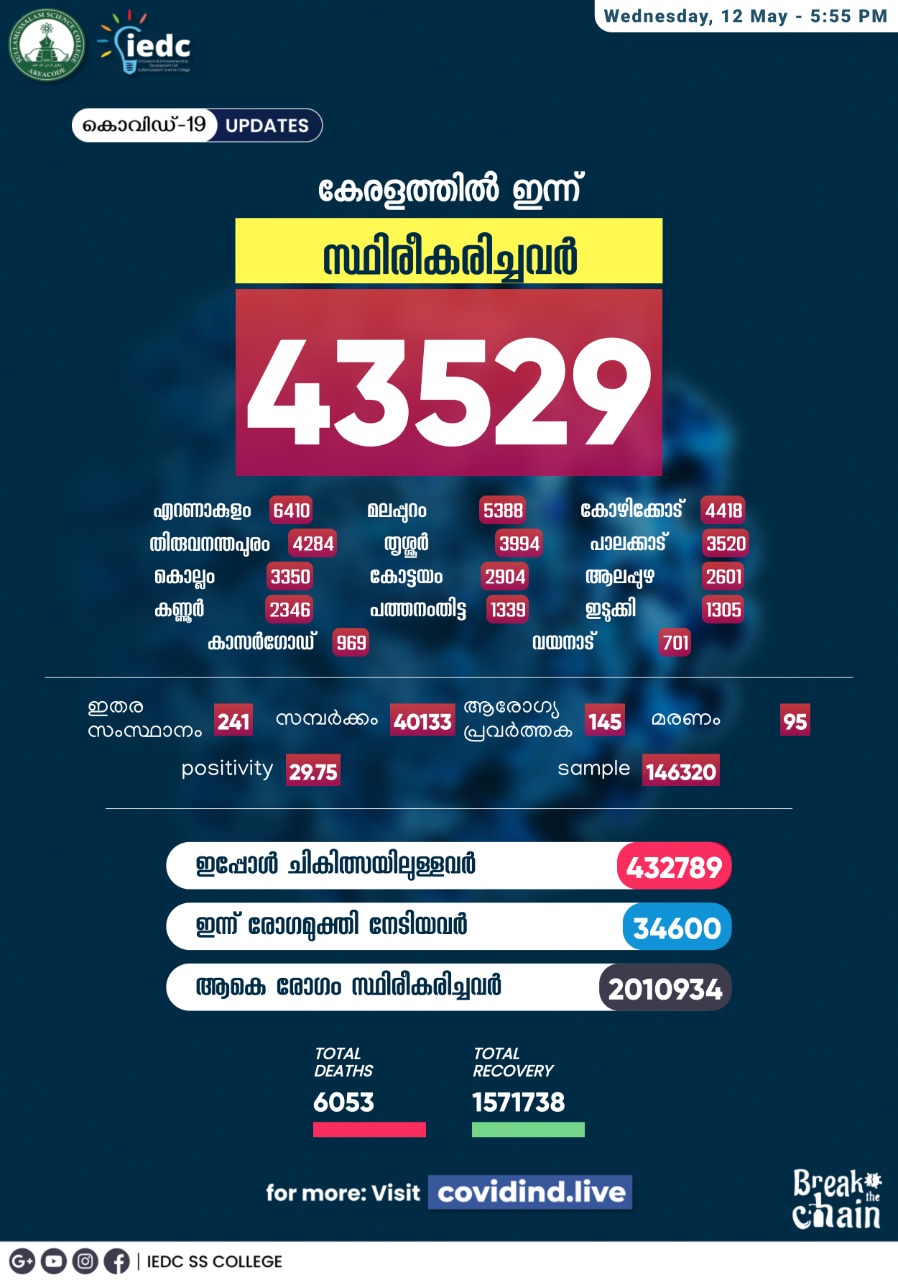 Wednesday, 12 May - 5:55 PM
SULLAMUSSALAM SCIENCE COLLEGE
AREACODE
iedc
കൊവിഡ്-19 UPDATES
കേരളത്തിൽ ഇന്ന്
സ്ഥിരീകരിച്ചവർ
43529
എറണാകുളം 6410 മലപ്പുറം 5388 കോഴിക്കോട് 4418
തിരുവനന്തപുരം 4284 തൃശ്ശൂർ 3994 പാലക്കാട് 3520
കൊല്ലം 3350 കോട്ടയം 2904 ആലപ്പുഴ 2601
കണ്ണൂർ 2346 പത്തനംതിട്ട 1339 ഇടുക്കി 1305
കാസർഗോഡ് 969 വയനാട് 701
ഇതര
സംസ്ഥാനം 241 സമ്പർക്കം 40133 ആരോഗ്യ
പ്രവർത്തക 145 മരണം 95
positivity 29.75 sample 146320
ഇപ്പോൾ ചികിത്സയിലുള്ളവർ 432789
ഇന്ന് രോഗമുക്തി നേടിയവർ 34600
ആകെ രോഗം സ്ഥിരീകരിച്ചവർ 2010934
TOTAL
DEATHS
6053
TOTAL
RECOVERY
1571738
for more: Visit covidind.live
Break
the
chain
G+ f | IEDC SS COLLEGE